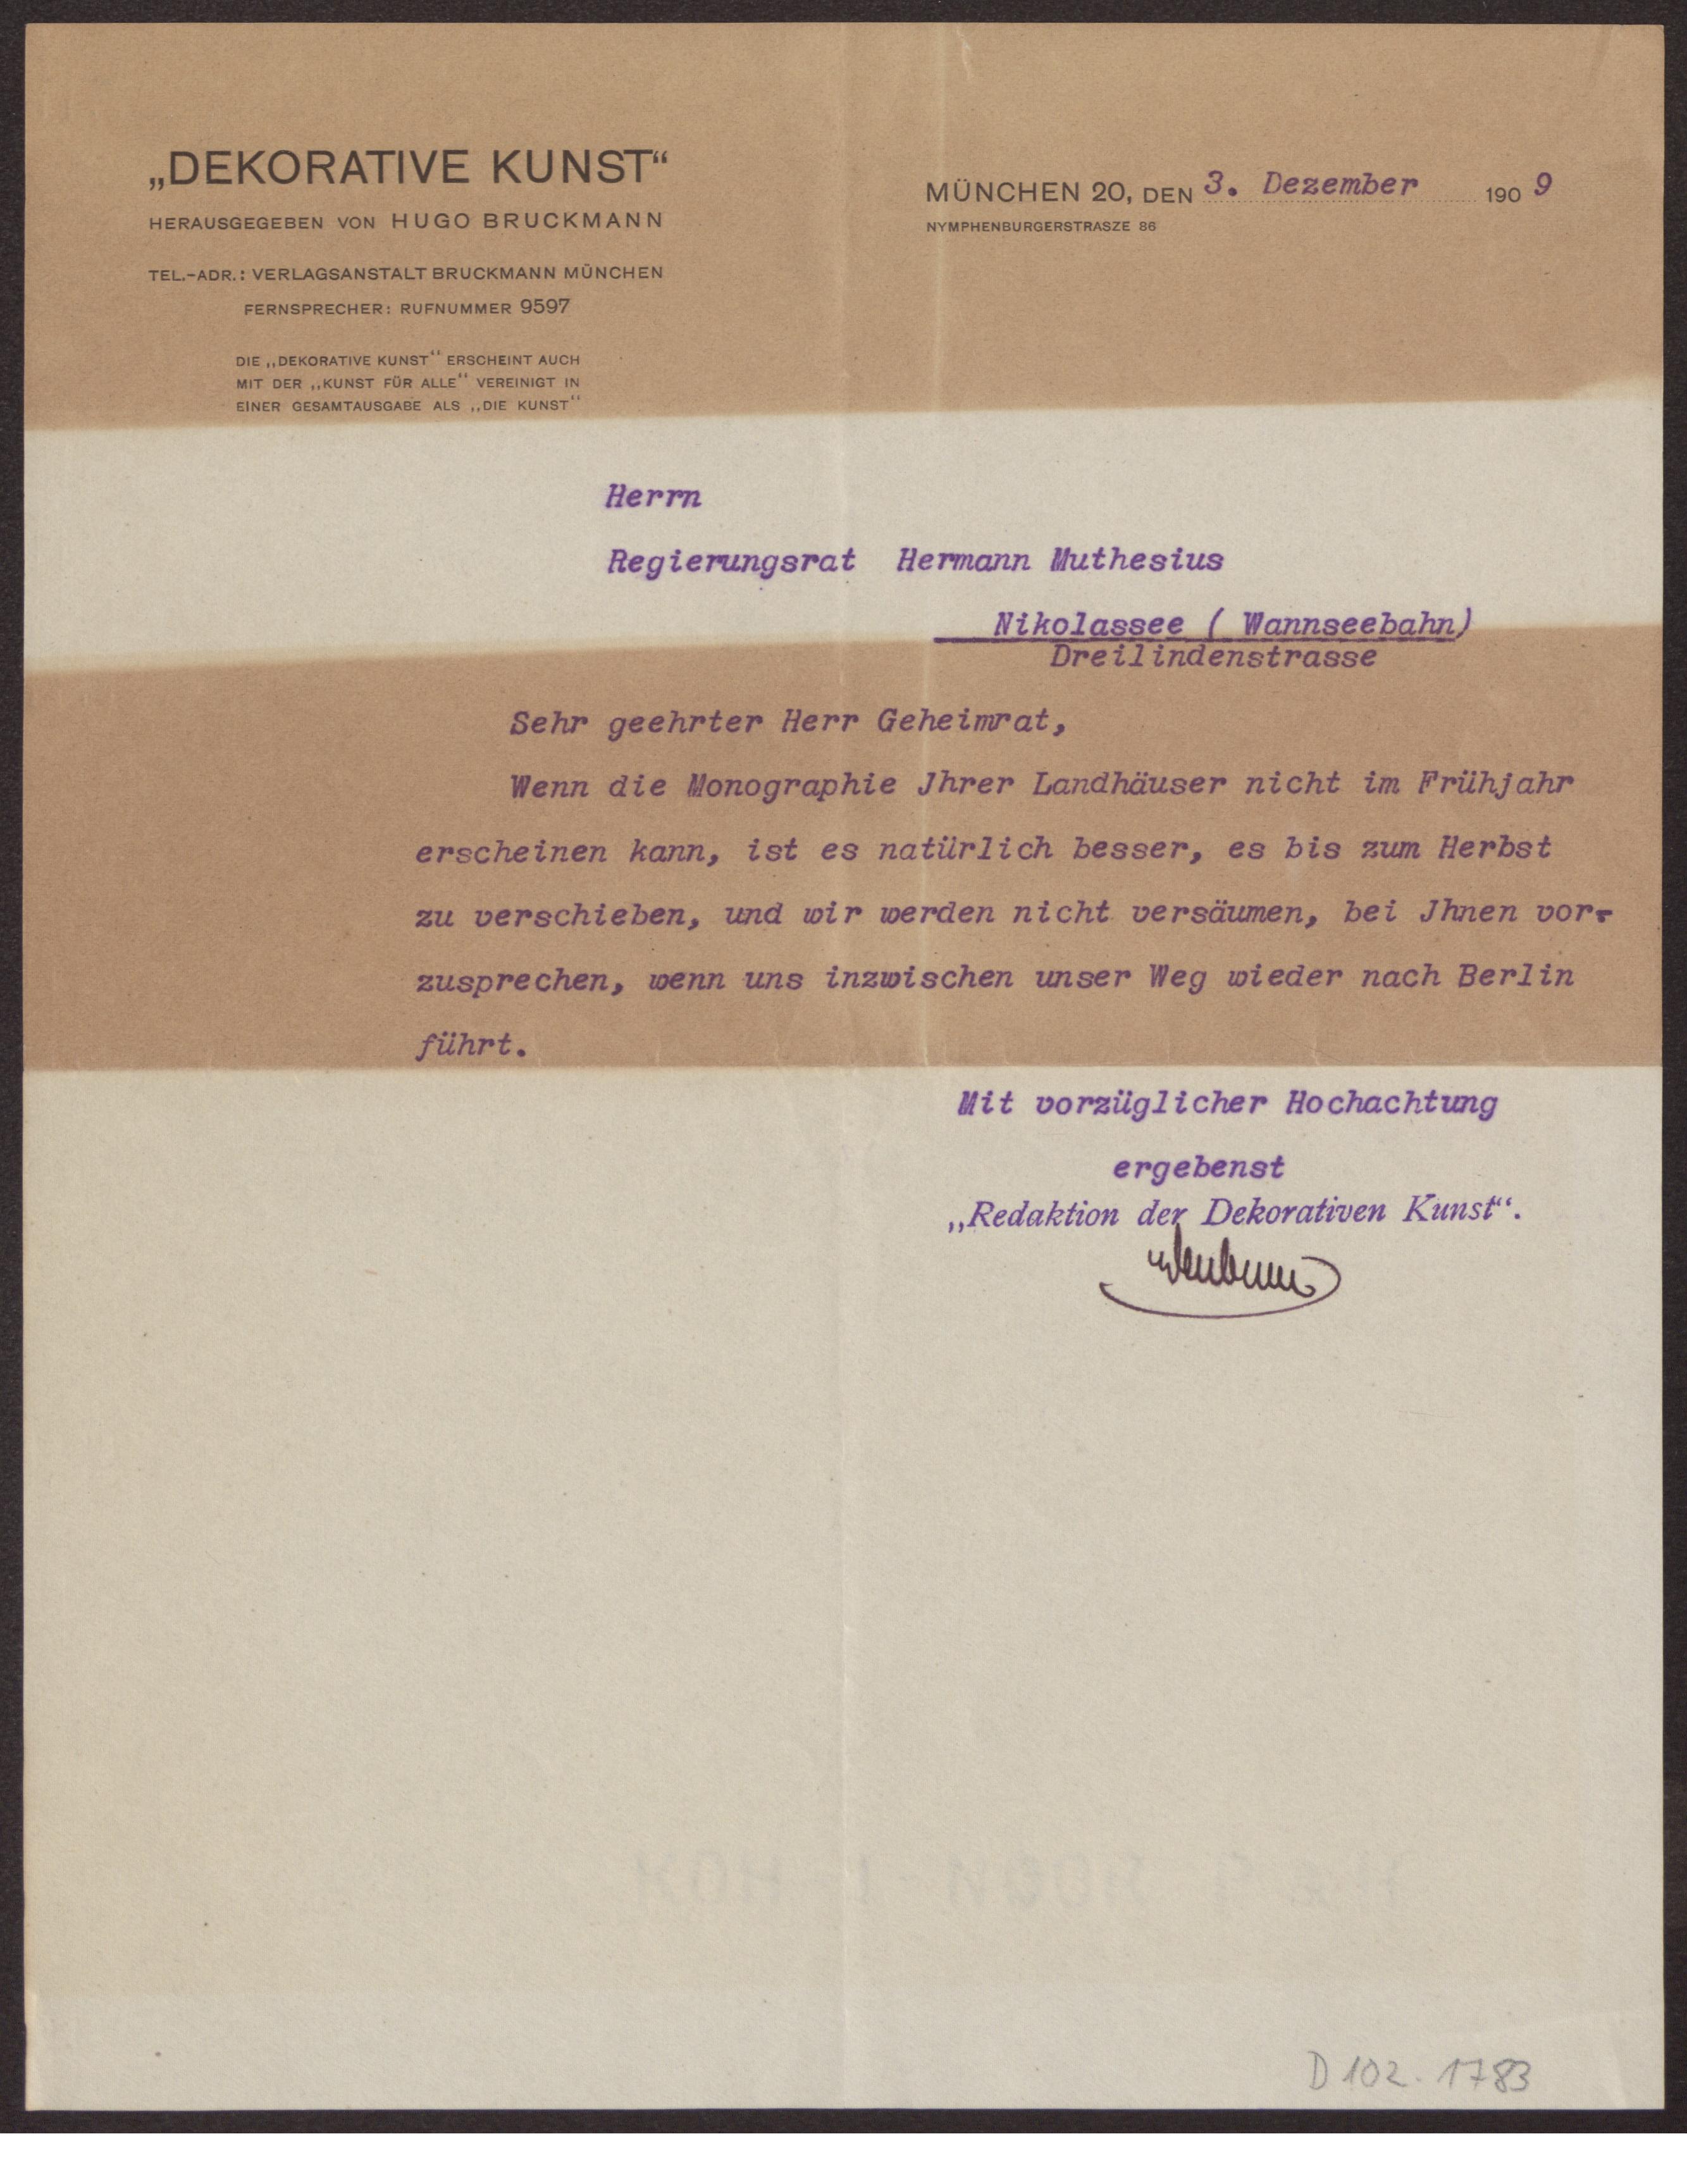 „DEKORATIVE KUNST“
HERAUSGEGEBEN VON HUGO BRUCKMANN
TEL.-ADR.: VERLAGSANSTALT BRUCKMANN MÜNCHEN
FERNSPRECHER: RUFNUMMER 9597
DIE „DEKORATIVE KUNST“ ERSCHEINT AUCH
MIT DER „KUNST FÜR ALLE“ VEREINIGT IN
EINER GESAMTAUSGABE ALS „DIE KUNST“
MÜNCHEN 20, DEN 3. Dezember 1909
NYMPHENBURGERSTRASZE 86
Herrn
Regierungsrat Hermann Muthesius
Nikolassee ( Wannseebahn)
Dreilindenstrasse
Sehr geehrter Herr Geheimrat,
Wenn die Monographie Jhrer Landhäuser nicht im Frühjahr
erscheinen kann, ist es natürlich besser, es bis zum Herbst
zu verschieben, und wir werden nicht versäumen, bei Jhnen vor-
zusprechen, wenn uns inzwischen unser Weg wieder nach Berlin
führt.
Mit vorzüglicher Hochachtung
ergebenst
„Redaktion der Dekorativen Kunst“.
D 102. 1783